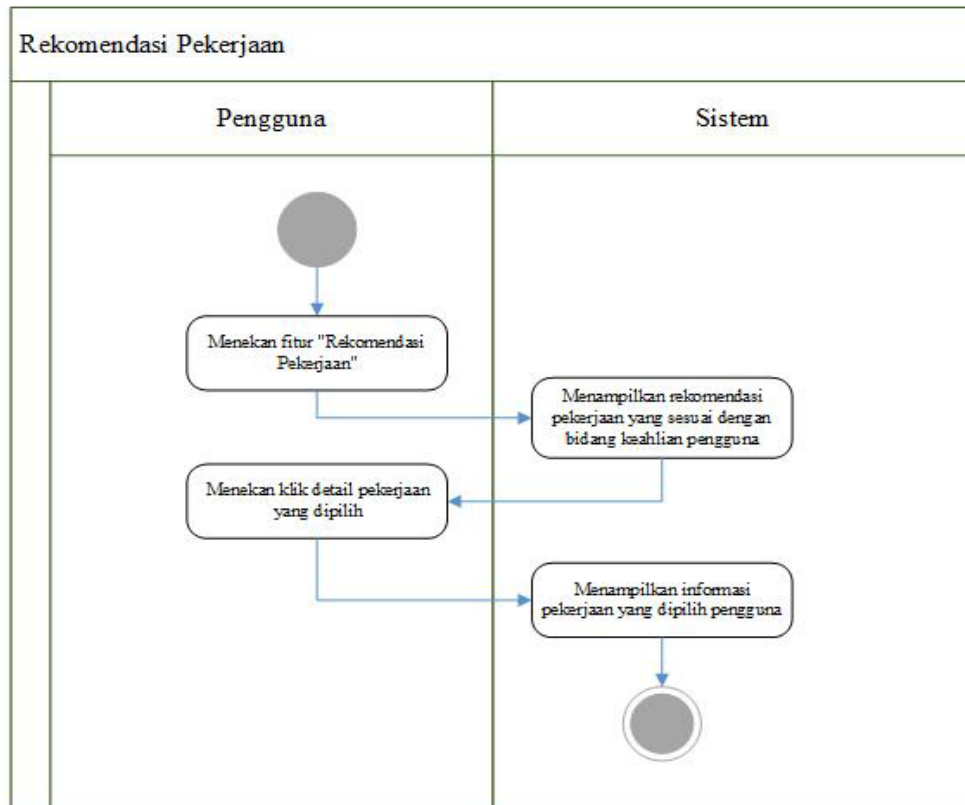 Rekomendasi Pekerjaan
Pengguna
Sistem
Menekan fitur "Rekomendasi
Pekerjaan"
Menampilkan rekomendasi
pekerjaan yang sesuai dengan
bidang keahlian pengguna
Menekan klik detail pekerjaan
yang dipilih
Menampilkan informasi
pekerjaan yang dipilih pengguna